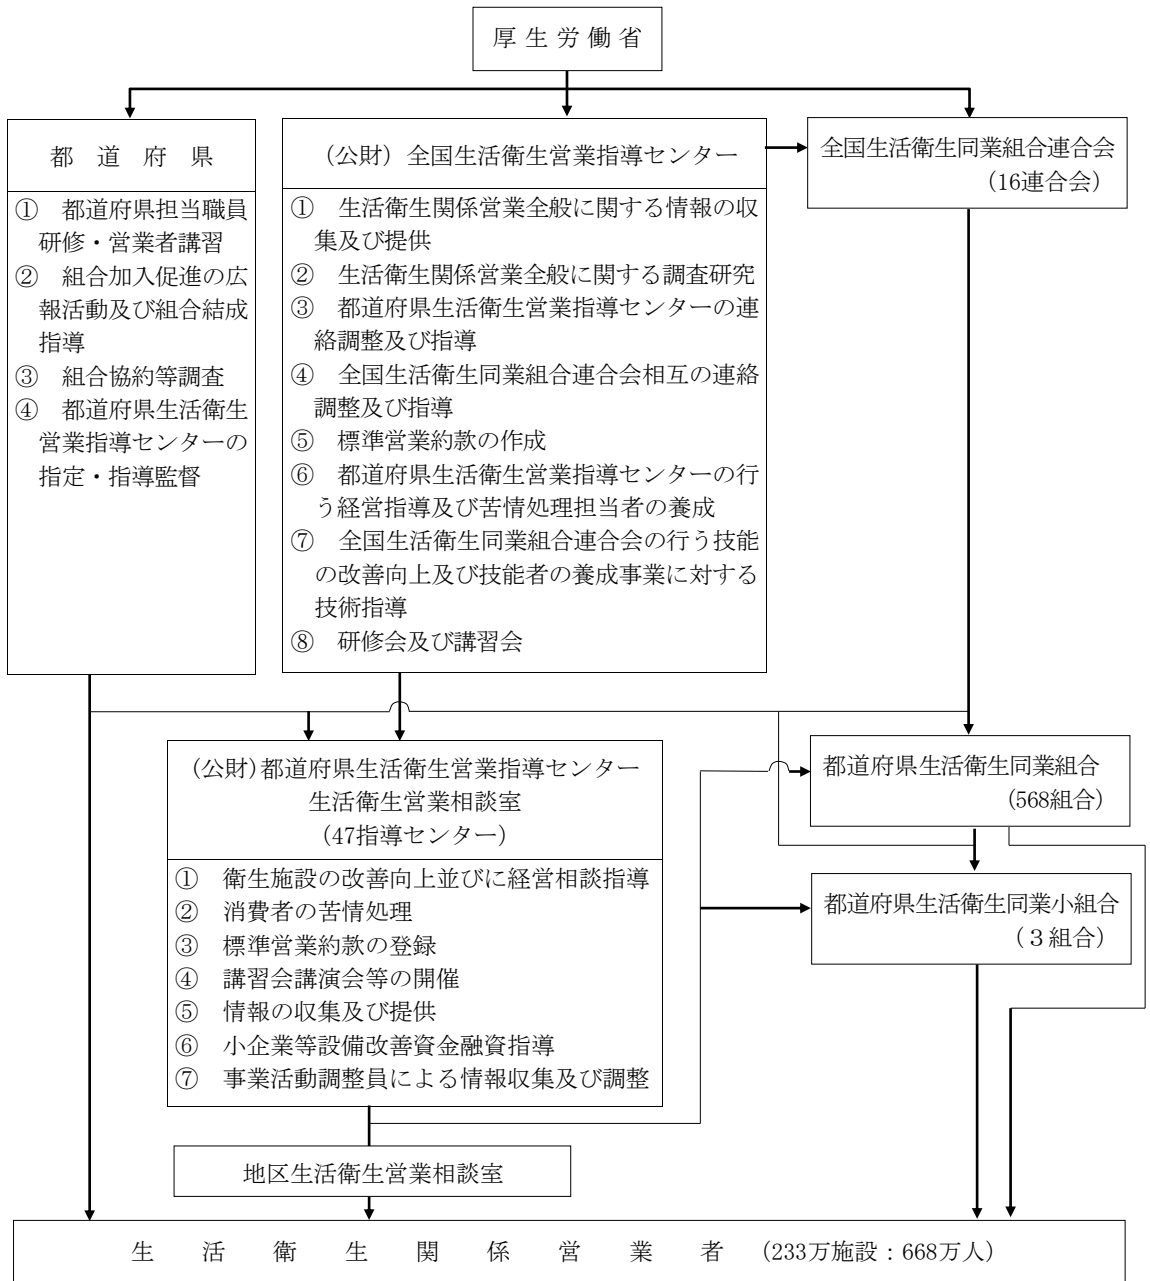 厚生労働省
都道府県
① 都道府県担当職員
研修・営業者講習
② 組合加入促進の広
報活動及び組合結成
指導
③ 組合協約等調査
④ 都道府県生活衛生
営業指導センターの
指定・指導監督
（公財）全国生活衛生営業指導センター
① 生活衛生関係営業全般に関する情報の収
集及び提供
② 生活衛生関係営業全般に関する調査研究
③ 都道府県生活衛生営業指導センターの連
絡調整及び指導
④ 全国生活衛生同業組合連合会相互の連絡
調整及び指導
⑤ 標準営業約款の作成
⑥ 都道府県生活衛生営業指導センターの行
う経営指導及び苦情処理担当者の養成
⑦ 全国生活衛生同業組合連合会の行う技能
の改善向上及び技能者の養成事業に対する
技術指導
⑧ 研修会及び講習会
全国生活衛生同業組合連合会
（16連合会）
（公財）都道府県生活衛生営業指導センター
生活衛生営業相談室
（47指導センター）
① 衛生施設の改善向上並びに経営相談指導
② 消費者の苦情処理
③ 標準営業約款の登録
④ 講習会講演会等の開催
⑤ 情報の収集及び提供
⑥ 小企業等設備改善資金融資指導
⑦ 事業活動調整員による情報収集及び調整
都道府県生活衛生同業組合
（568組合）
都道府県生活衛生同業小組合
（３組合）
地区生活衛生営業相談室
生活衛生関係営業者（233万施設：668万人）